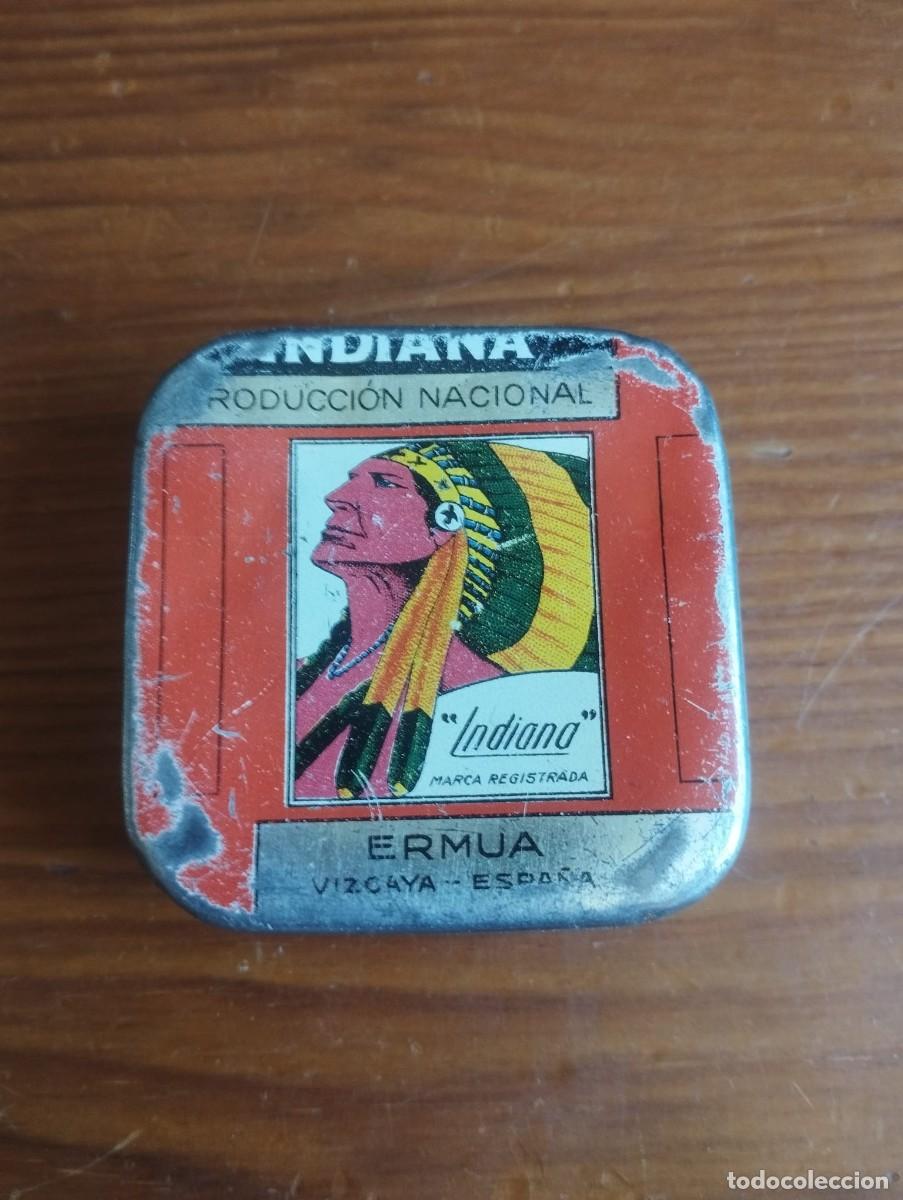 INDIANA
RODUCCIÓN NACIONAL
"Indiana"
MARCA REGISTRADA
ERMUA
VIZCAYA - ESPAÑA
todocoleccion